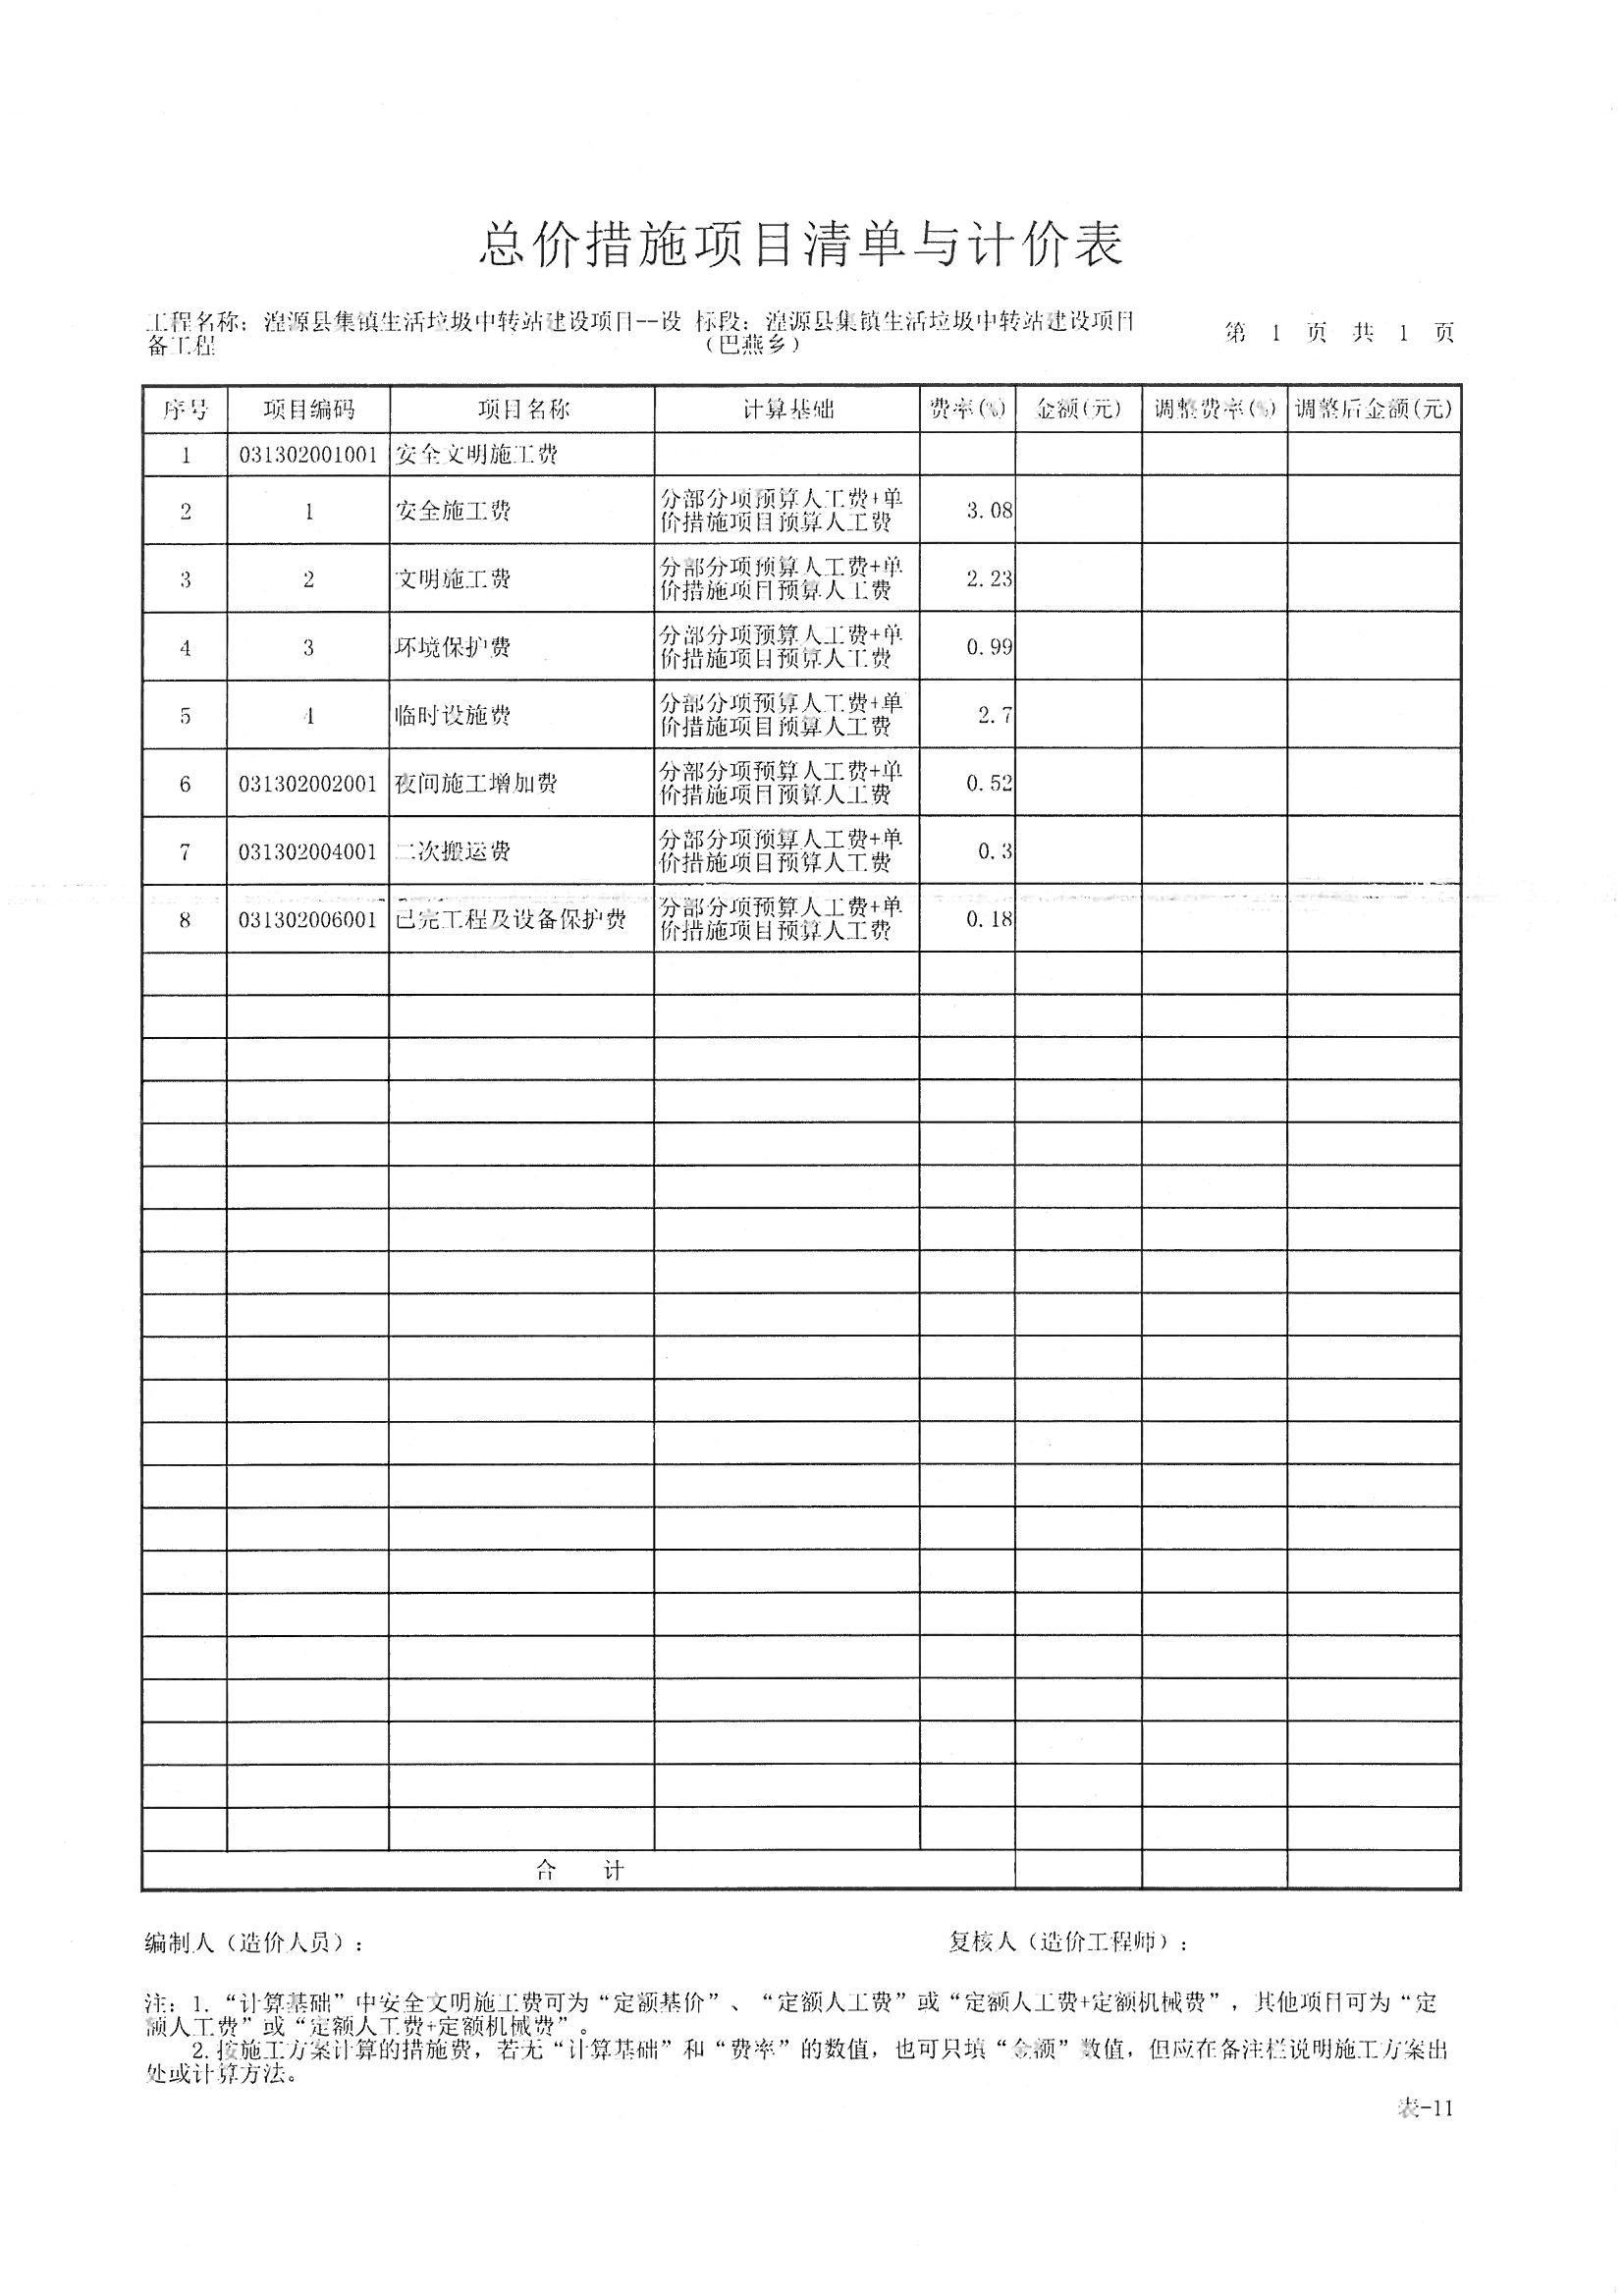 总价措施项目清单与计价表
工程名称：湟源县集镇生活垃圾中转站建设项目--设 标段：湟源县集镇生活垃圾中转站建设项目 第 1 页 共 1 页
备工程 （巴燕乡）
序号 项目编码 项目名称 计算基础 费率(%) 金额(元) 调整费率(%) 调整后金额(元)
1 031302001001 安全文明施工费
2 1 安全施工费 分部分项预算人工费+单 3.08
价措施项目预算人工费
3 2 文明施工费 分部分项预算人工费+单 2.23
价措施项目预算人工费
4 3 环境保护费 分部分项预算人工费+单 0.99
价措施项目预算人工费
5 4 临时设施费 分部分项预算人工费+单 2.7
价措施项目预算人工费
6 031302002001 夜间施工增加费 分部分项预算人工费+单 0.52
价措施项目预算人工费
7 031302004001 二次搬运费 分部分项预算人工费+单 0.3
价措施项目预算人工费
8 031302006001 已完工程及设备保护费 分部分项预算人工费+单 0.18
价措施项目预算人工费
合 计
编制人（造价人员）： 复核人（造价工程师）：
注：1.“计算基础”中安全文明施工费可为“定额基价”、“定额人工费”或“定额人工费+定额机械费”，其他项目可为“定
额人工费”或“定额人工费+定额机械费”。
2.按施工方案计算的措施费，若无“计算基础”和“费率”的数值，也可只填“金额”数值，但应在备注栏说明施工方案出
处或计算方法。
表-11